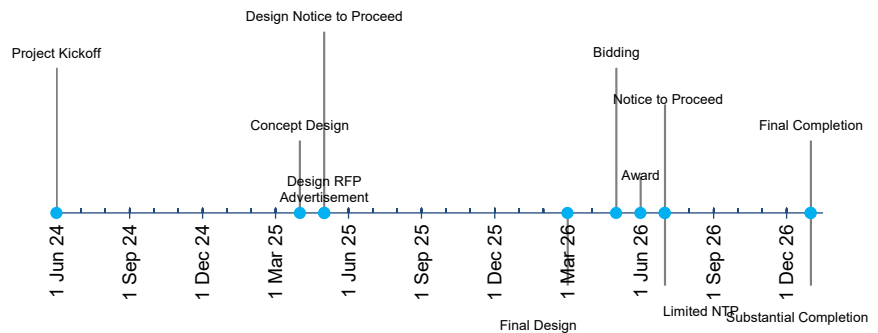 Design Notice to Proceed
Project Kickoff
Bidding
Notice to Proceed
Concept Design
Final Completion
Award
Design RFP
Advertisement
1 Jun 24
1 Sep 24
1 Dec 24
1 Mar 25
1 Jun 25
1 Sep 25
1 Dec 25
1 Mar 26
1 Jun 26
1 Sep 26
1 Dec 26
Limited NTP
Substantial Completion
Final Design